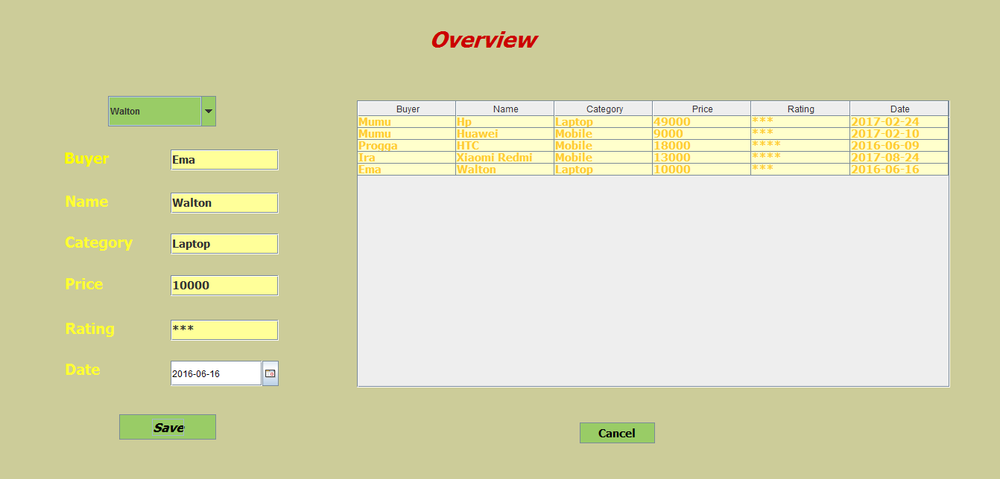 Overview
Walton
Buyer Ema
Name Walton
Category Laptop
Price 10000
Rating ***
Date 2016-06-16
Save
Buyer Name Category Price Rating Date
Mumu Hp Laptop 49000 *** 2017-02-24
Mumu Huawei Mobile 9000 *** 2017-02-10
Progga HTC Mobile 18000 **** 2016-06-09
Ira Xiaomi Redmi Mobile 13000 **** 2017-08-24
Ema Walton Laptop 10000 *** 2016-06-16
Cancel